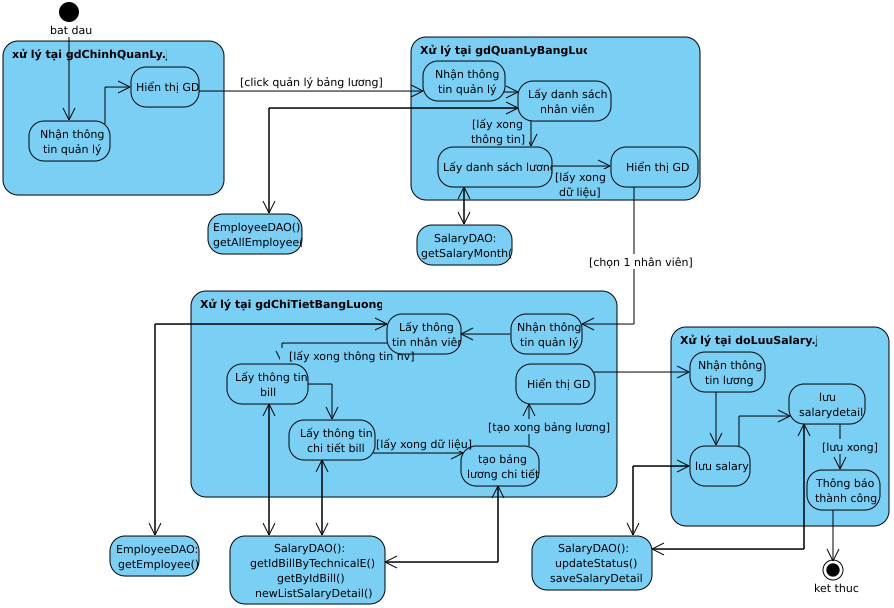 bat dau
xử lý tại gdChinhQuanLy.j
Hiển thị GD
Nhận thông
tin quản lý
[click quản lý bảng lương]
Xử lý tại gdQuanLyBangLuo
Nhận thông
tin quản lý
Lấy danh sách
nhân viên
[lấy xong
thông tin]
Lấy danh sách lương
[lấy xong
dữ liệu]
Hiển thị GD
EmployeeDAO()
getAllEmployee(
SalaryDAO:
getSalaryMonth(
[chọn 1 nhân viên]
Xử lý tại gdChiTietBangLuong
Lấy thông
tin nhân viên
Nhận thông
tin quản lý
[lấy xong thông tin nv]
Lấy thông tin
bill
Hiển thị GD
Lấy thông tin
chi tiết bill
[lấy xong dữ liệu]
[tạo xong bảng lương]
tạo bảng
lương chi tiết
EmployeeDAO:
getEmployee()
SalaryDAO():
getIdBillByTechnicalE()
getByIdBill()
newListSalaryDetail()
Xử lý tại doLuuSalary.j
Nhận thông
tin lương
lưu
salarydetail
lưu salary
[lưu xong]
Thông báo
thành công
SalaryDAO():
updateStatus()
saveSalaryDetail
ket thuc